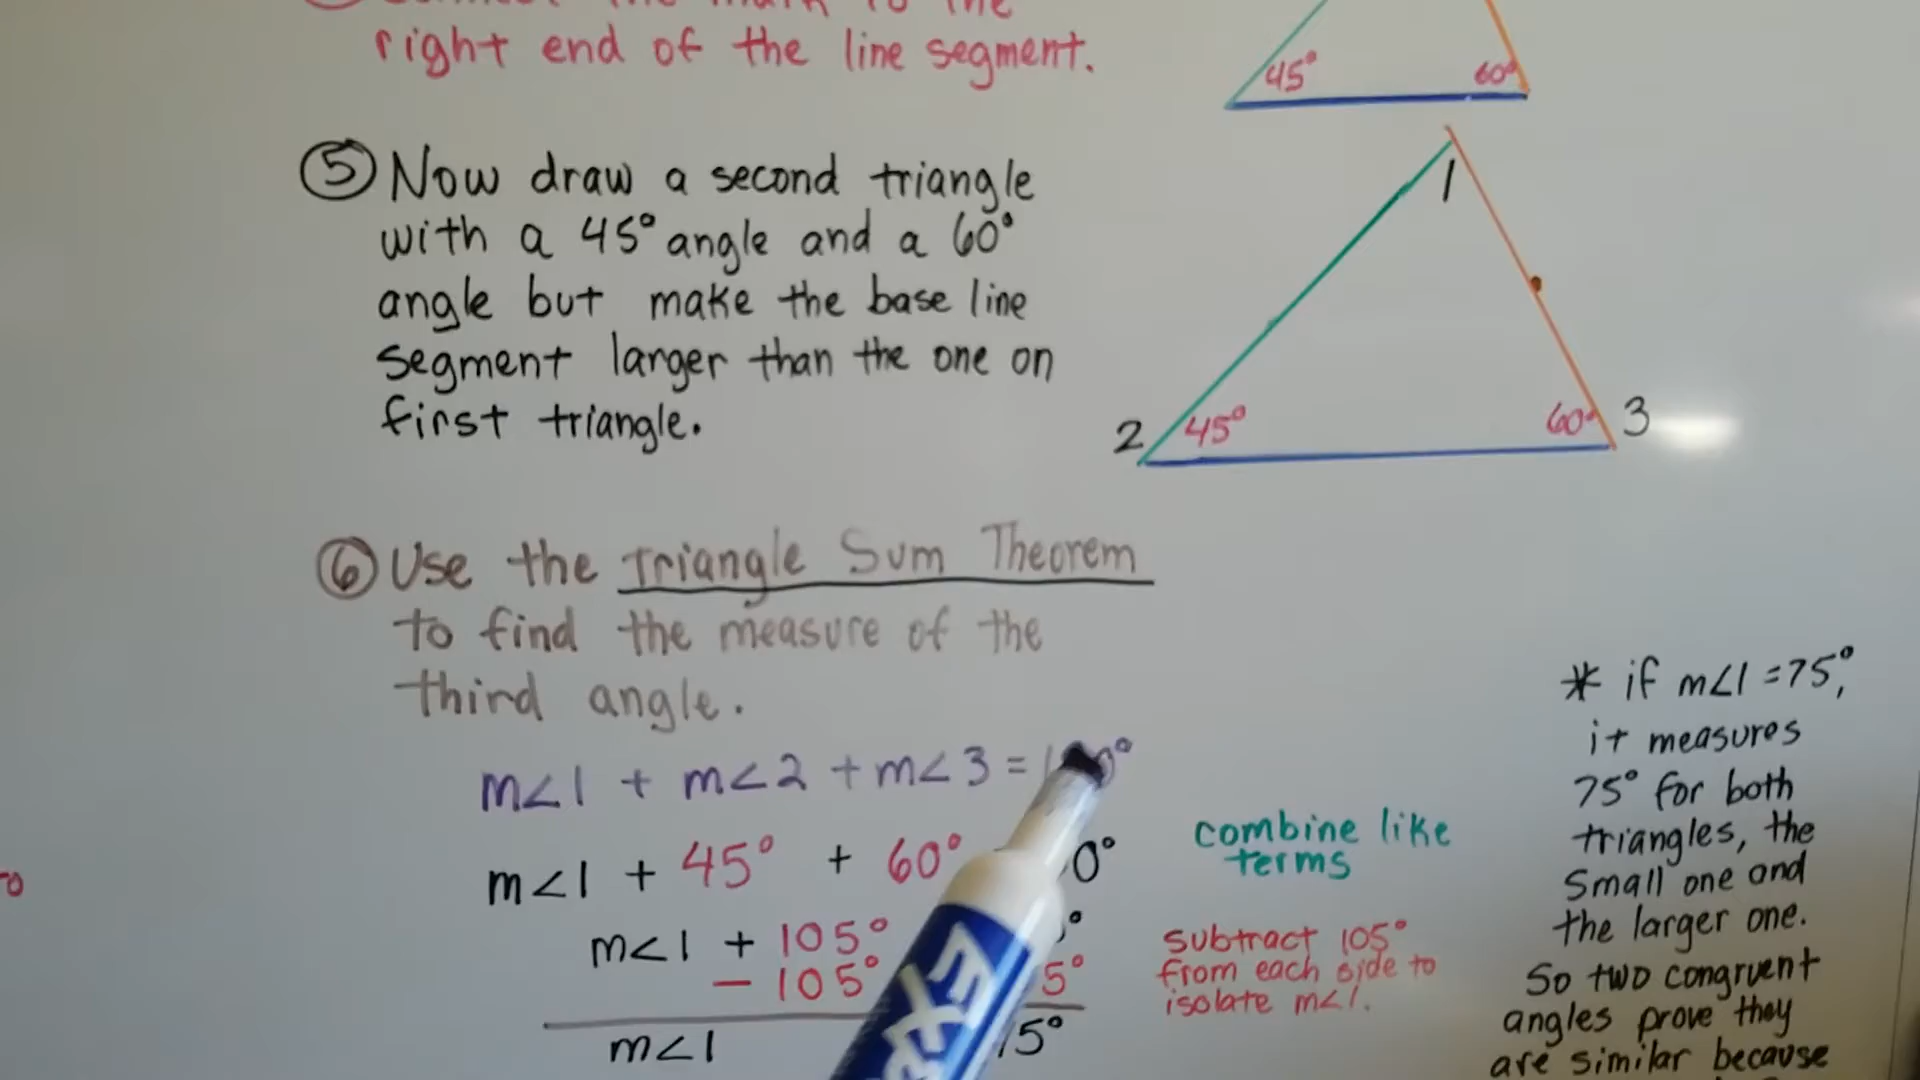 right end of the line segment.
45° 60°
⑤ Now draw a second triangle
with a 45° angle and a 60°
angle but make the base line
segment larger than the one on
first triangle.
1
2 45° 60° 3
⑥ Use the Triangle Sum Theorem
to find the measure of the
third angle.
m∠1 + m∠2 + m∠3 =
m∠1 + 45° + 60° 0°
m∠1 + 105° °
- 105° 5°
m∠1 5°
combine like
terms
subtract 105°
from each side to
isolate m∠1.
* if m∠1 = 75°,
it measures
75° for both
triangles, the
small one and
the larger one.
So two congruent
angles prove they
are similar because
EXP